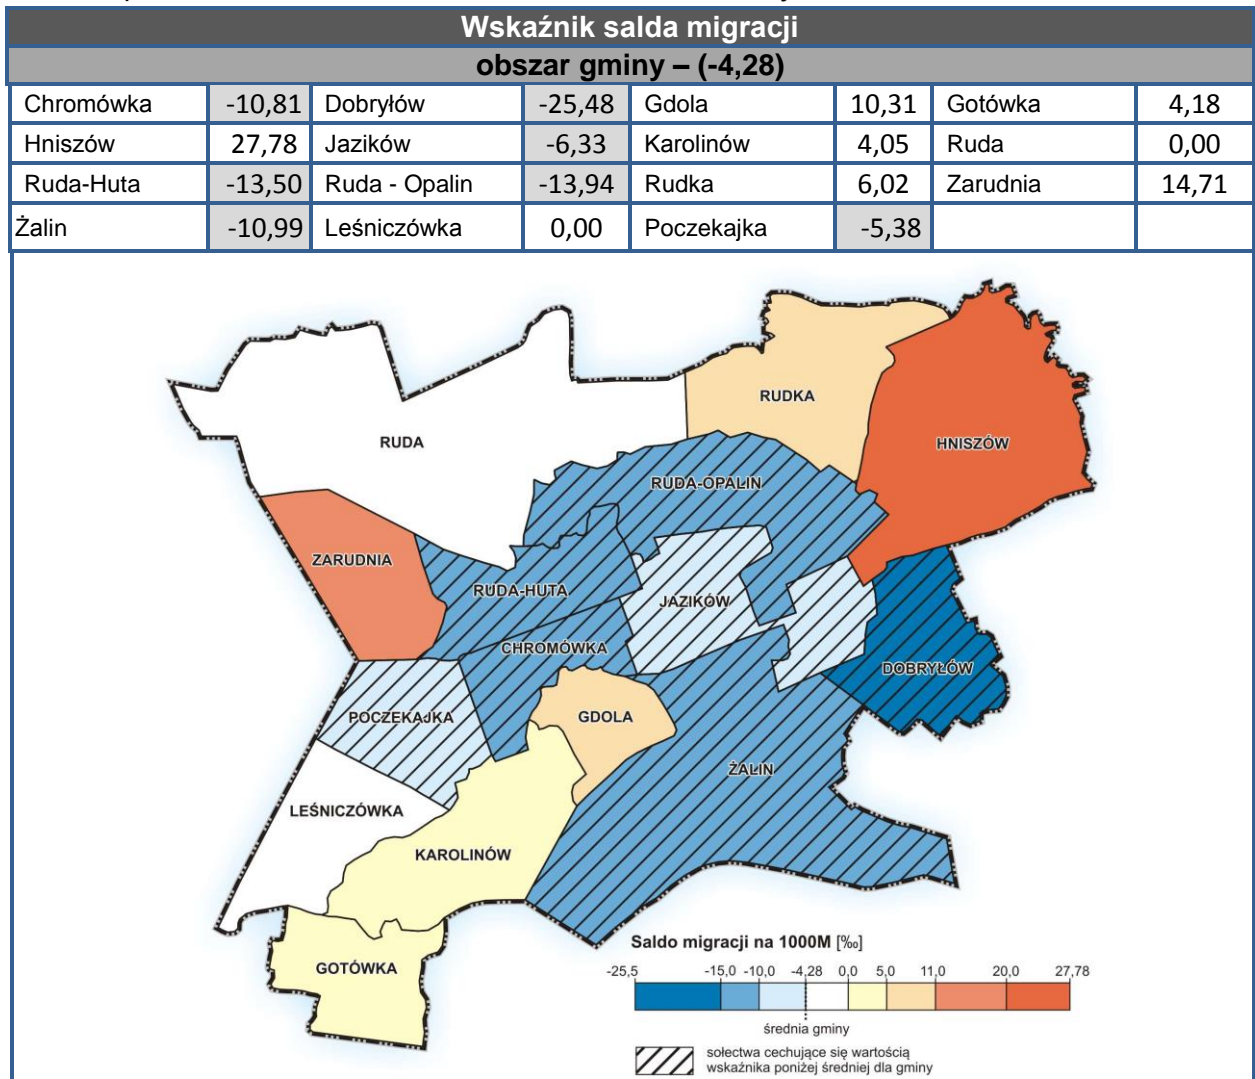 Wskaźnik salda migracji
obszar gminy – (-4,28)
Chromówka -10,81 Dobryłów -25,48 Gdola 10,31 Gotówka 4,18
Hniszów 27,78 Jazików -6,33 Karolinów 4,05 Ruda 0,00
Ruda-Huta -13,50 Ruda - Opalin -13,94 Rudka 6,02 Zarudnia 14,71
Żalin -10,99 Leśniczówka 0,00 Poczekajka -5,38
RUDKA
RUDA
HNISZÓW
RUDA-OPALIN
ZARUDNIA
RUDA-HUTA
JAZIKÓW
CHROMÓWKA
DOBRYŁÓW
POCZEKAJKA
GDOLA
ŻALIN
LEŚNICZÓWKA
KAROLINÓW
GOTÓWKA
Saldo migracji na 1000M [‰]
-25,5 -15,0 -10,0 -4,28 0,0 5,0 11,0 20,0 27,78
średnia gminy
sołectwa cechujące się wartością
wskaźnika poniżej średniej dla gminy